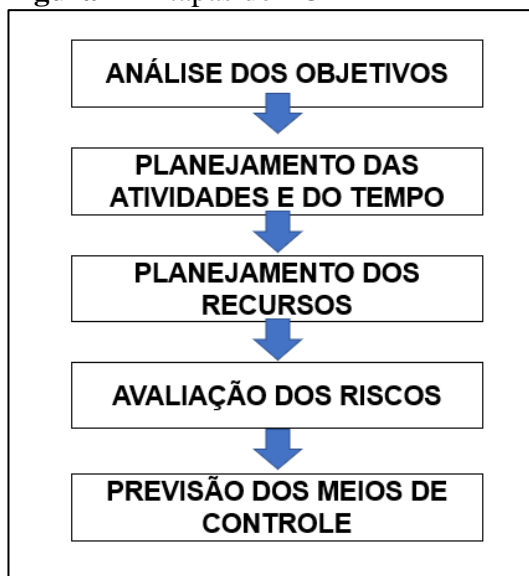 ANÁLISE DOS OBJETIVOS
PLANEJAMENTO DAS
ATIVIDADES E DO TEMPO
PLANEJAMENTO DOS
RECURSOS
AVALIAÇÃO DOS RISCOS
PREVISÃO DOS MEIOS DE
CONTROLE